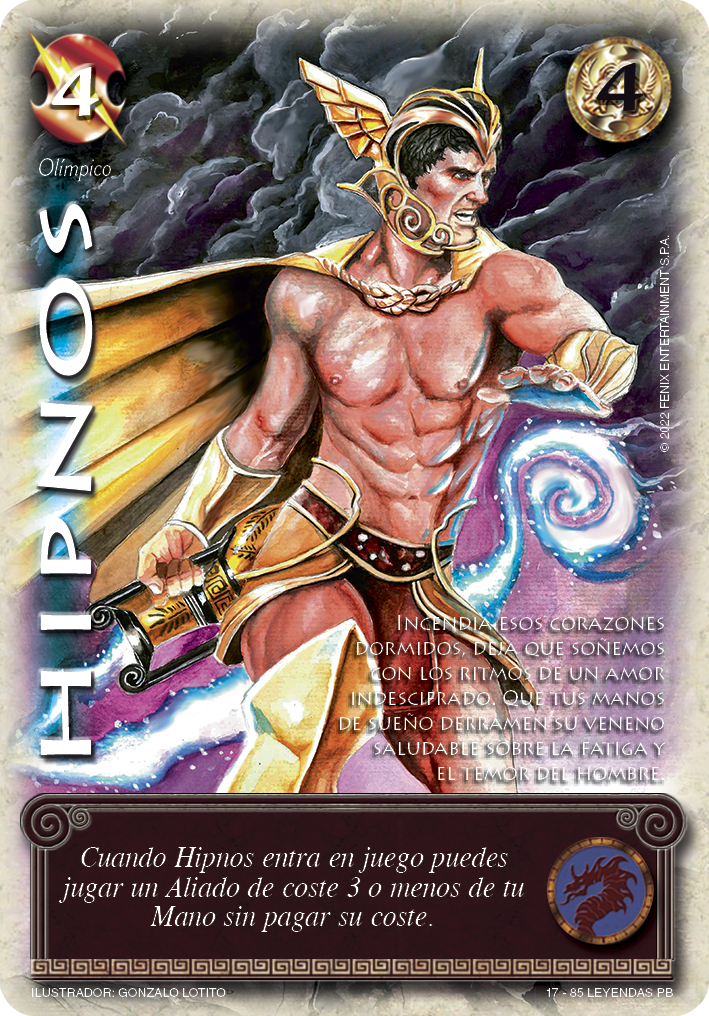 4
4
Olímpico
HIPNOS
© 2022 FENIX ENTERTAINMENT S.P.A.
INCENDIA ESOS CORAZONES
DORMIDOS, DEJA QUE SOÑEMOS
CON LOS RITMOS DE UN AMOR
INDESCIFRADO. QUE TUS MANOS
DE SUEÑO DERRAMEN SU VENENO
SALUDABLE SOBRE LA FATIGA Y
EL TEMOR DEL HOMBRE.
Cuando Hipnos entra en juego puedes
jugar un Aliado de coste 3 o menos de tu
Mano sin pagar su coste.
ILUSTRADOR: GONZALO LOTITO
17 - 85 LEYENDAS PB